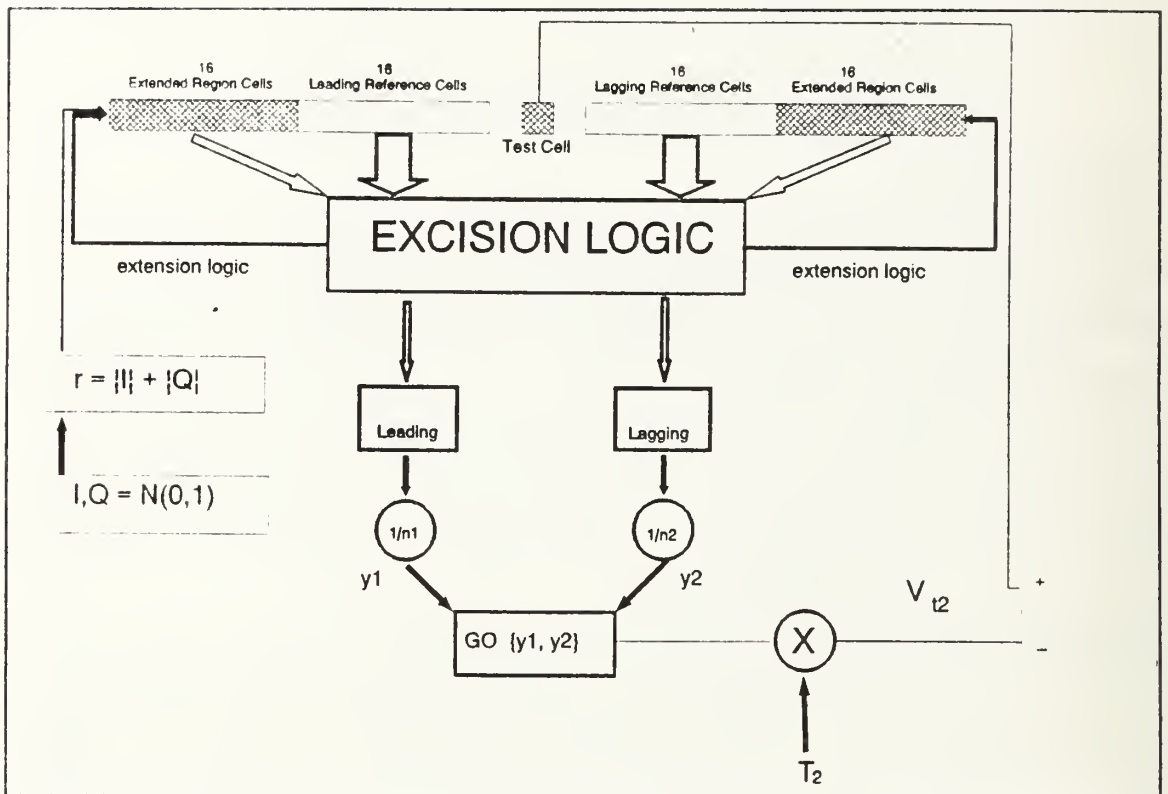 16
Extended Region Cells
16
Leading Reference Cells
16
Lagging Reference Cells
16
Extended Region Cells
Test Cell
EXCISION LOGIC
extension logic
extension logic
r = |I| + |Q|
I,Q = N(0,1)
Leading
Lagging
1/n1
1/n2
y1
y2
GO {y1, y2}
X
V t2
+
–
T2